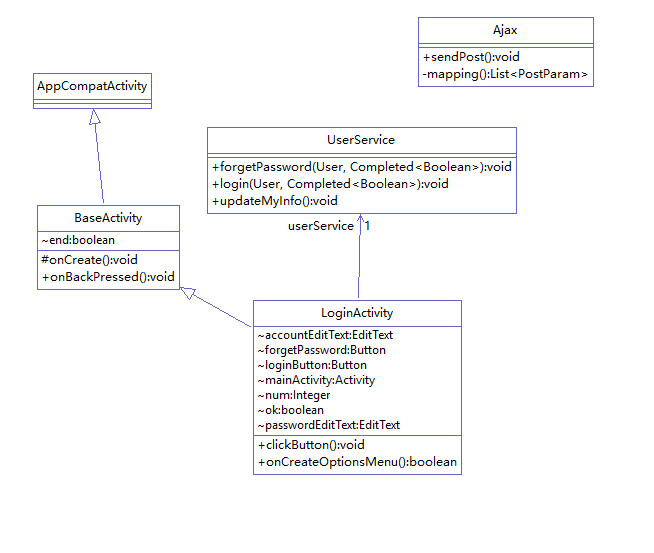 Ajax
+sendPost():void
-mapping():List<PostParam>
AppCompatActivity
UserService
+forgetPassword(User, Completed<Boolean>):void
+login(User, Completed<Boolean>):void
+updateMyInfo():void
BaseActivity
~end:boolean
#onCreate():void
+onBackPressed():void
userService 1
LoginActivity
~accountEditText:EditText
~forgetPassword:Button
~loginButton:Button
~mainActivity:Activity
~num:Integer
~ok:boolean
~passwordEditText:EditText
+clickButton():void
+onCreateOptionsMenu():boolean